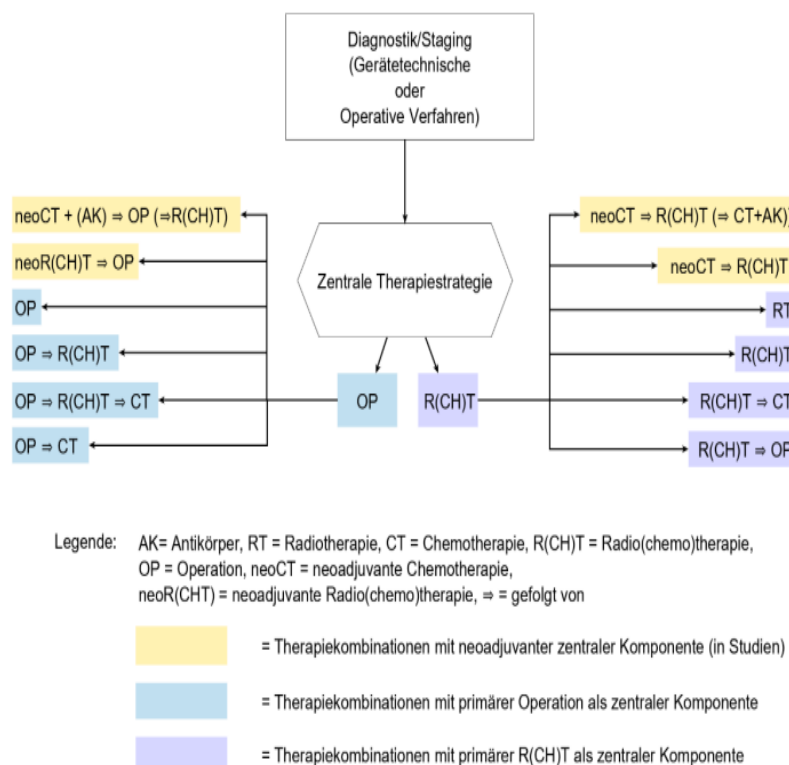 Diagnostik/Staging
(Gerätetechnische
oder
Operative Verfahren)
neoCT + (AK) ⇒ OP (⇒R(CH)T)
neoR(CH)T ⇒ OP
OP
OP ⇒ R(CH)T
OP ⇒ R(CH)T ⇒ CT
OP ⇒ CT
Zentrale Therapiestrategie
OP
R(CH)T
neoCT ⇒ R(CH)T (⇒ CT+AK))
neoCT ⇒ R(CH)T
RT
R(CH)T
R(CH)T ⇒ CT
R(CH)T ⇒ OP
Legende: AK= Antikörper, RT = Radiotherapie, CT = Chemotherapie, R(CH)T = Radio(chemo)therapie,
OP = Operation, neoCT = neoadjuvante Chemotherapie,
neoR(CHT) = neoadjuvante Radio(chemo)therapie, ⇒ = gefolgt von
= Therapiekombinationen mit neoadjuvanter zentraler Komponente (in Studien)
= Therapiekombinationen mit primärer Operation als zentraler Komponente
= Therapiekombinationen mit primärer R(CH)T als zentraler Komponente